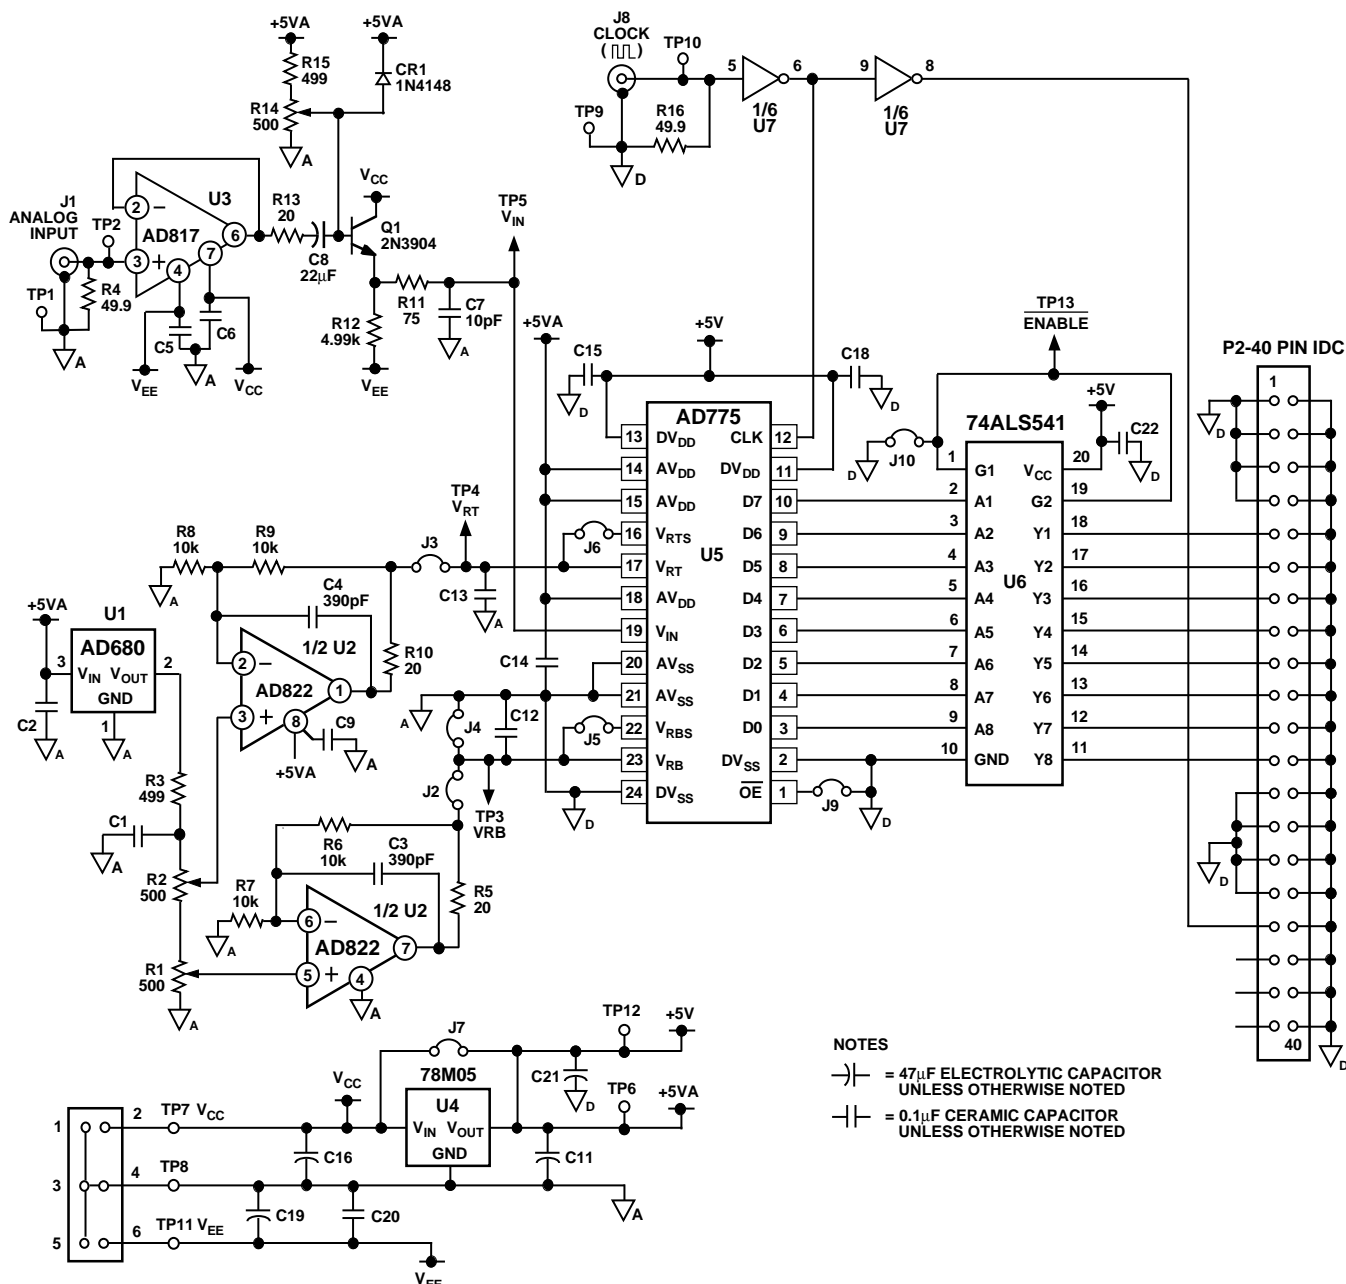 +5VA
R15
499
R14
500
A
+5VA
CR1
1N4148
J8
CLOCK
( )
TP10
TP9
R16
49.9
D
5
6
1/6
U7
9
8
1/6
U7
J1
ANALOG
INPUT
TP2
TP1
R4
49.9
A
U3
AD817
2
−
3
+
4
7
6
C5
C6
A
VEE
VCC
R13
20
C8
22μF
VCC
Q1
2N3904
R11
75
R12
4.99k
VEE
C7
10pF
A
TP5
VIN
+5VA
+5V
C15
D
C18
D
AD775
U5
13 DVDD
14 AVDD
15 AVDD
16 VRTS
17 VRT
18 AVDD
19 VIN
20 AVSS
21 AVSS
22 VRBS
23 VRB
24 DVSS
CLK 12
DVDD 11
D7 10
D6 9
D5 8
D4 7
D3 6
D2 5
D1 4
D0 3
DVSS 2
OE 1
J9
D
D
J6
J5
C14
C12
J4
J2
A
TP3
VRB
TP4
VRT
J3
C13
A
TP13
ENABLE
J10
D
74ALS541
U6
+5V
C22
D
1 G1
2 A1
3 A2
4 A3
5 A4
6 A5
7 A6
8 A7
9 A8
10 GND
VCC 20
G2 19
Y1 18
Y2 17
Y3 16
Y4 15
Y5 14
Y6 13
Y7 12
Y8 11
P2-40 PIN IDC
1
40
D
D
D
R8
10k
R9
10k
A
C4
390pF
1/2 U2
AD822
2
−
3
+
1
8
R10
20
C9
A
+5VA
+5VA
U1
AD680
3
VIN VOUT
2
GND
1
A
C2
A
R3
499
C1
A
R2
500
R1
500
A
R6
10k
C3
390pF
R7
10k
A
1/2 U2
AD822
6
−
5
+
7
4
A
R5
20
J7
78M05
U4
VIN VOUT
GND
VCC
TP12
+5V
C21
D
TP6
+5VA
C16
C11
A
1
2
TP7 VCC
3
4
TP8
5
6
TP11 VEE
C19
C20
VEE
NOTES
= 47μF ELECTROLYTIC CAPACITOR
UNLESS OTHERWISE NOTED
= 0.1μF CERAMIC CAPACITOR
UNLESS OTHERWISE NOTED